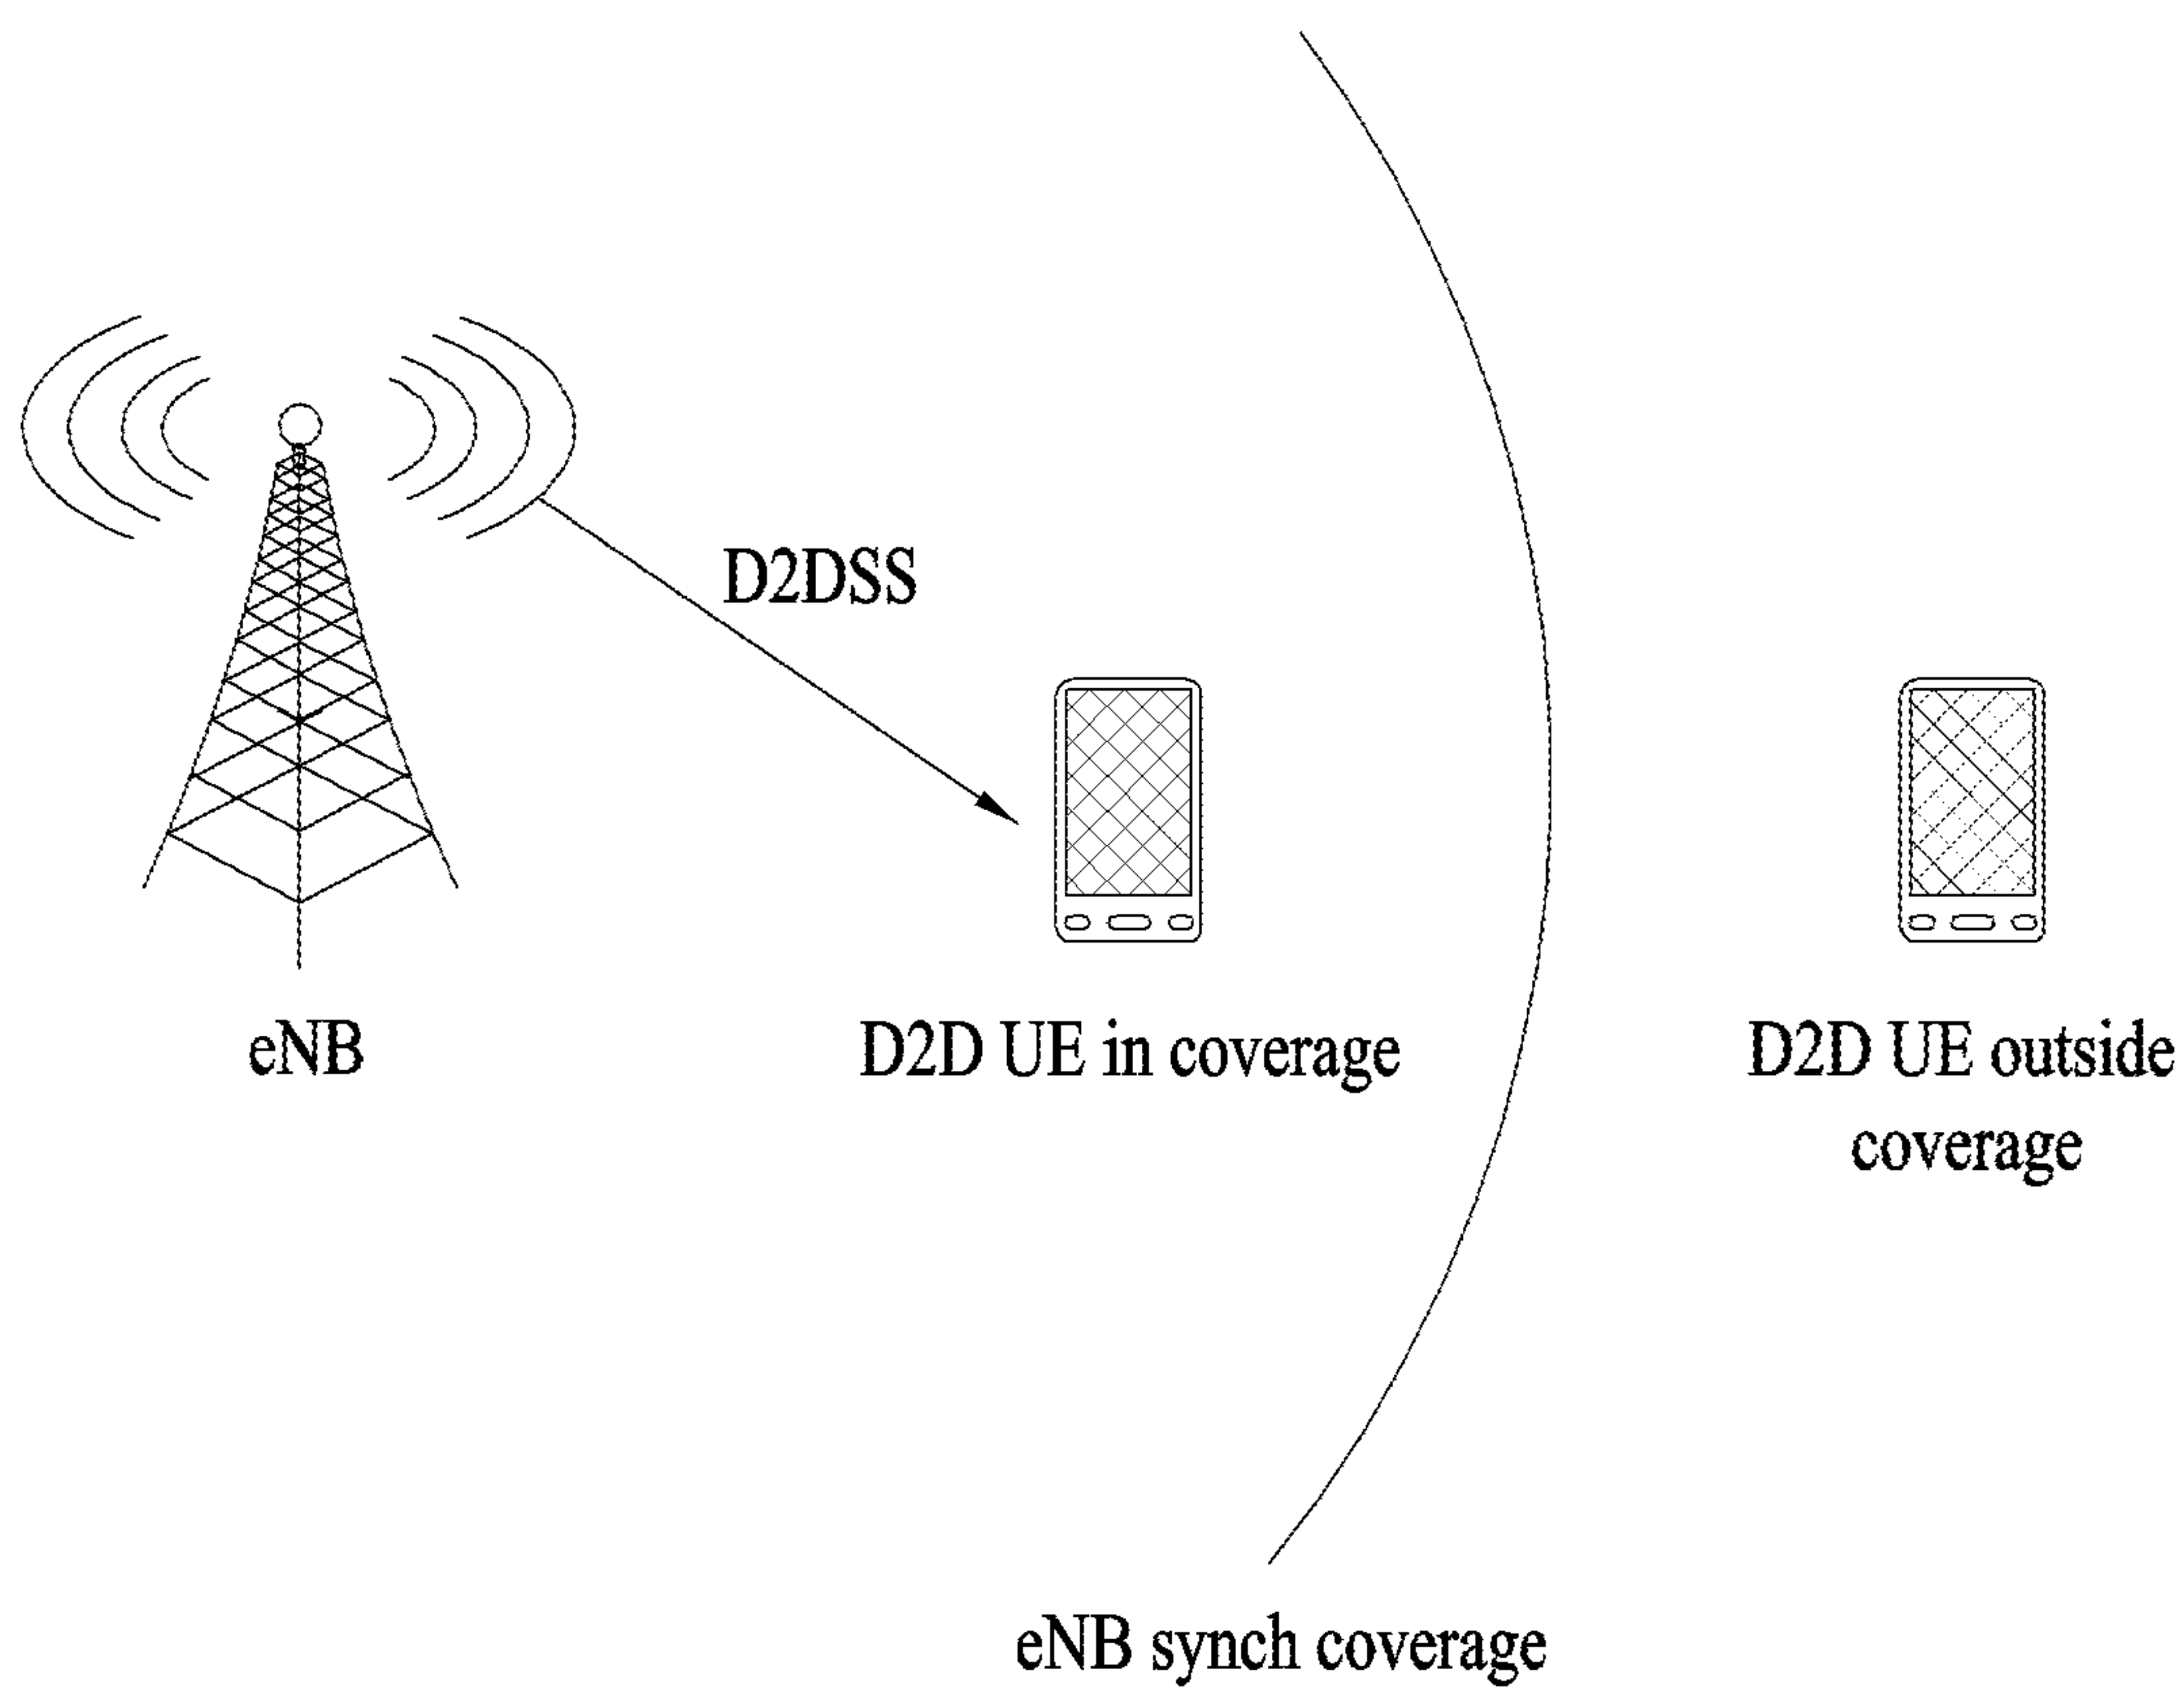 D2DSS
eNB
D2D UE in coverage
D2D UE outside
coverage
eNB synch coverage